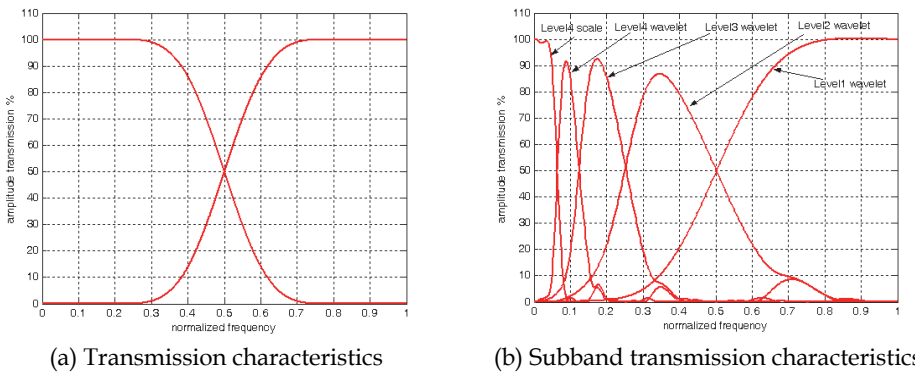 110
100
90
80
70
60
50
40
30
20
10
0
amplitude transmission %
0 0.1 0.2 0.3 0.4 0.5 0.6 0.7 0.8 0.9 1
normalized frequency
(a) Transmission characteristics
110
100
90
80
70
60
50
40
30
20
10
0
amplitude transmission %
Level4 scale
Level4 wavelet
Level3 wavelet
Level2 wavelet
Level1 wavelet
0 0.1 0.2 0.3 0.4 0.5 0.6 0.7 0.8 0.9 1
normalized frequency
(b) Subband transmission characteristics